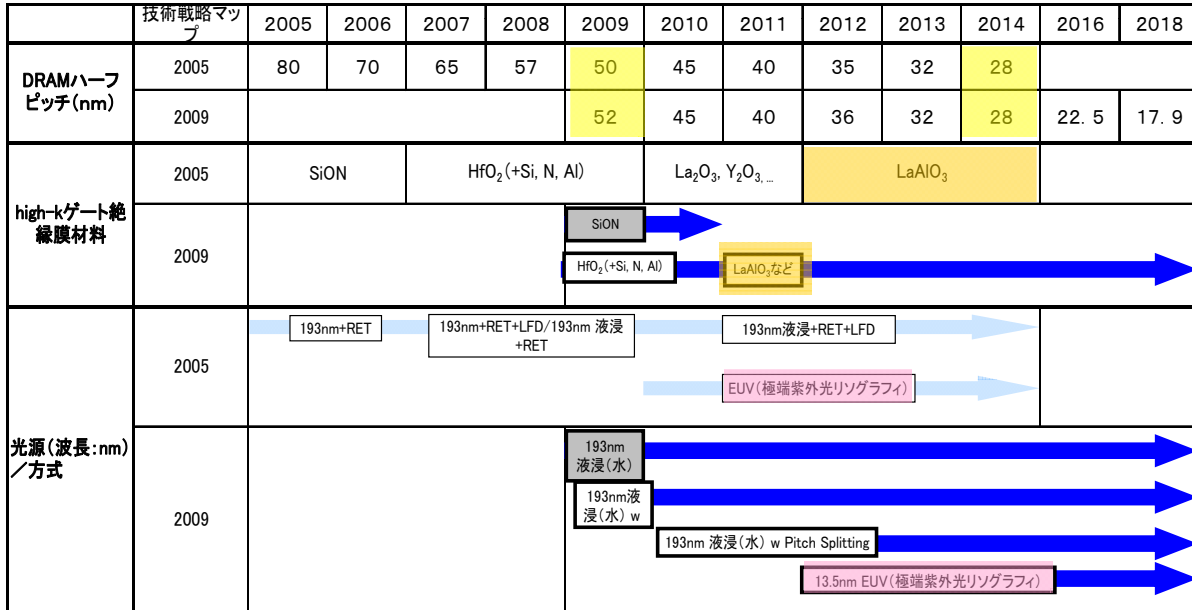 技術戦略マップ 2005 2006 2007 2008 2009 2010 2011 2012 2013 2014 2016 2018
DRAMハーフ
ピッチ(nm)
2005 80 70 65 57 50 45 40 35 32 28
2009 52 45 40 36 32 28 22.5 17.9
high-kゲート絶
縁膜材料
2005 SiON HfO₂(+Si, N, Al) La₂O₃, Y₂O₃, ... LaAlO₃
2009
SiON
HfO₂(+Si, N, Al) LaAlO₃など
光源(波長:nm)
/方式
2005
193nm+RET 193nm+RET+LFD/193nm 液浸
+RET
193nm液浸+RET+LFD
EUV(極端紫外光リソグラフィ)
2009
193nm
液浸(水)
193nm液
浸(水) w
193nm 液浸(水) w Pitch Splitting
13.5nm EUV(極端紫外光リソグラフィ)